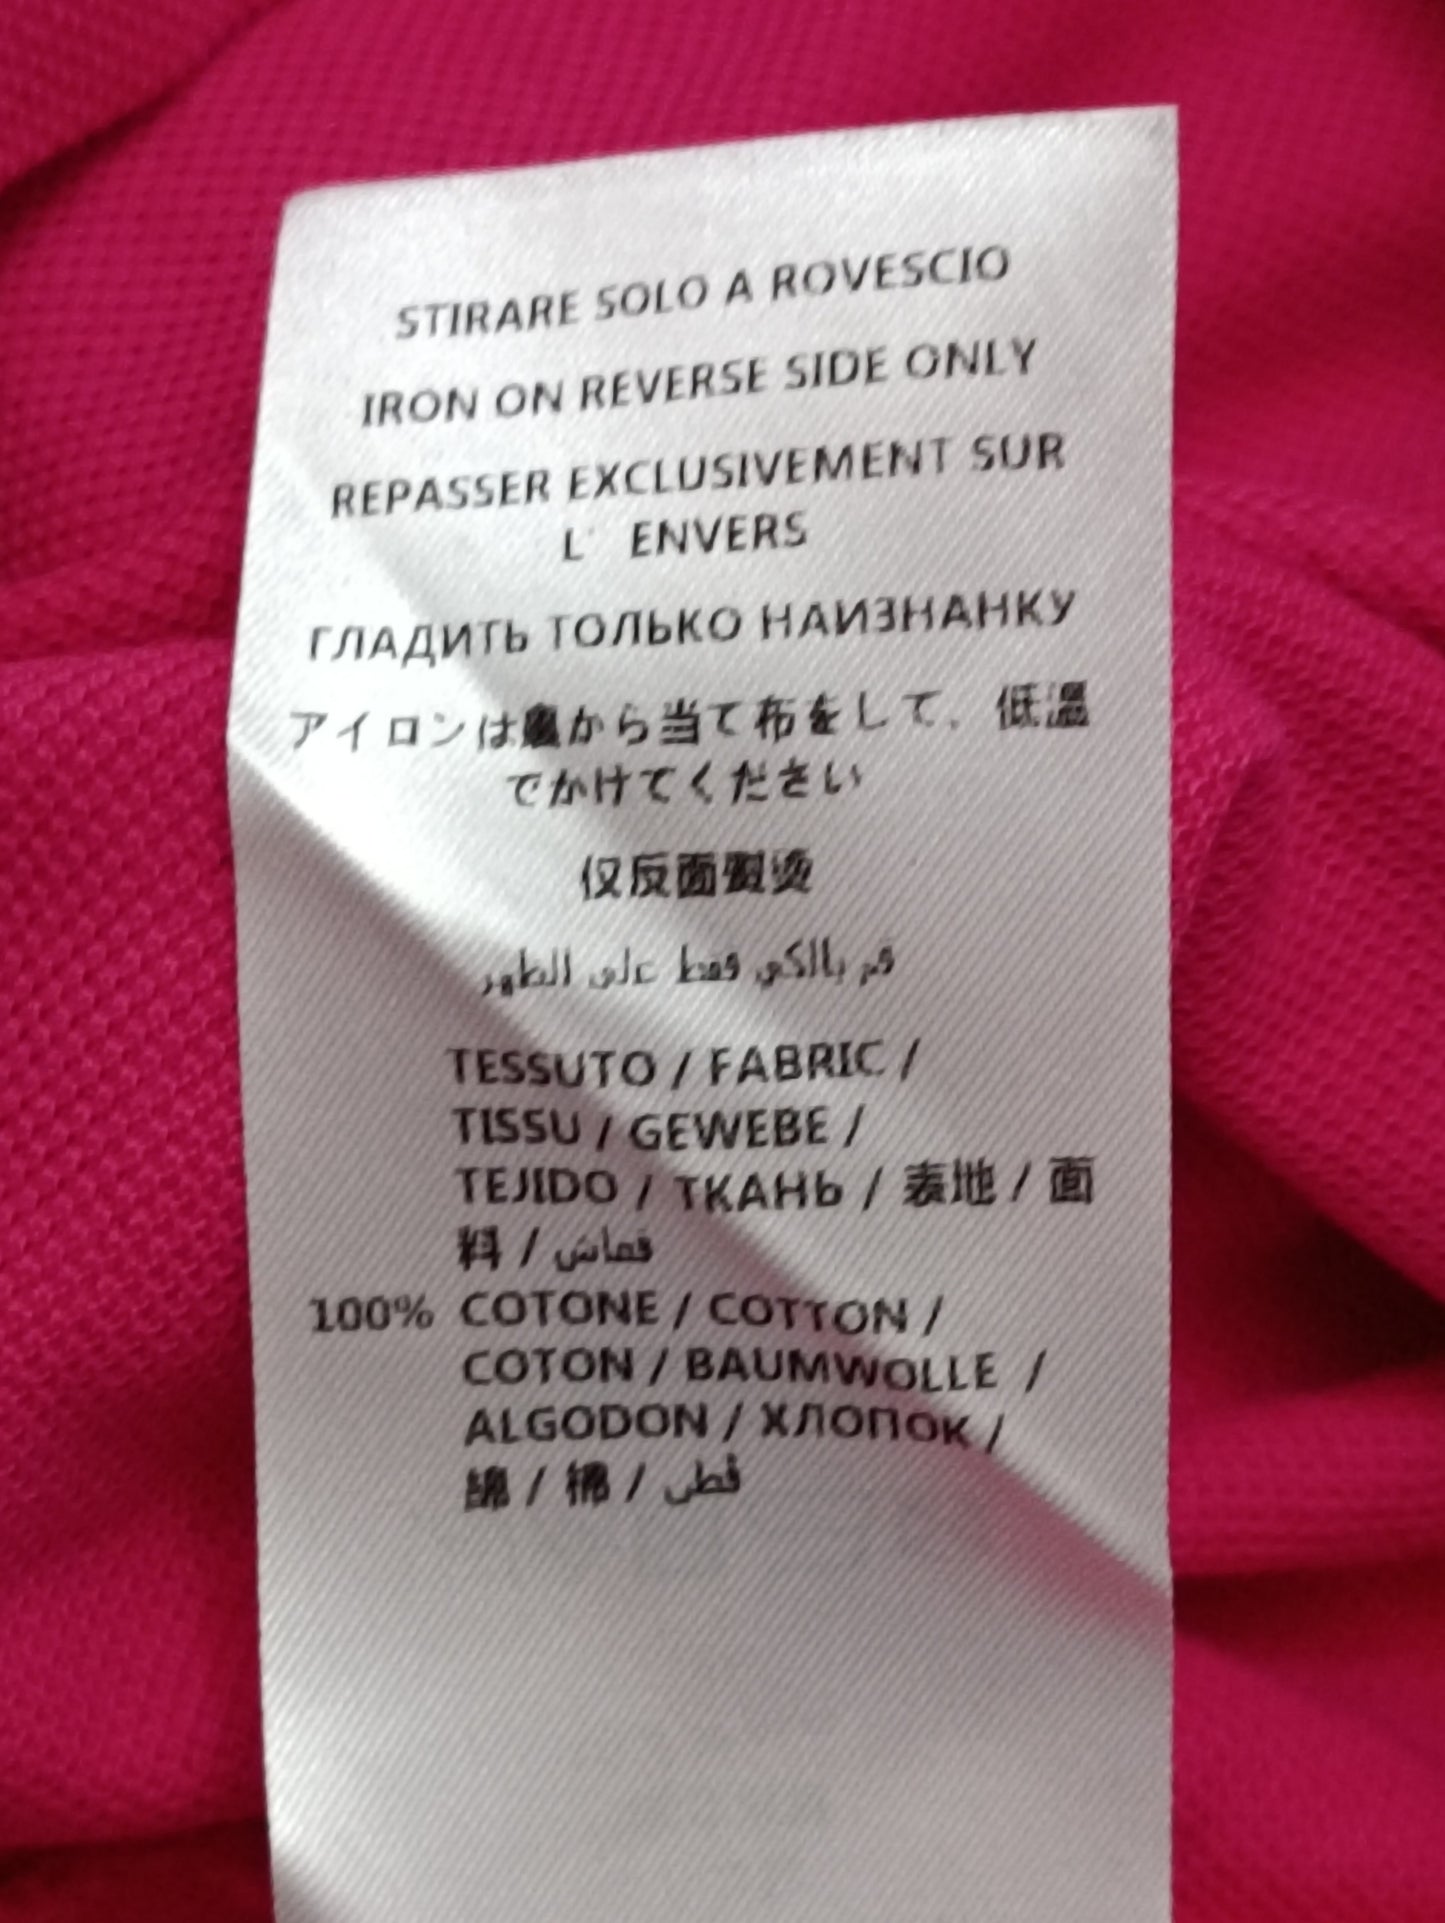 STIRARE SOLO A ROVESCIO
IRON ON REVERSE SIDE ONLY
REPASSER EXCLUSIVEMENT SUR
L' ENVERS
ГЛАДИТЬ ТОЛЬКО НАИЗНАНКУ
アイロンは裏から当て布をして、低温
でかけてください
仅反面熨烫
قم بالكي فقط على الظهر
TESSUTO / FABRIC /
TISSU / GEWEBE /
TEJIDO / ТКАНЬ / 表地 / 面
料 / قماش
100% COTONE / COTTON /
COTON / BAUMWOLLE /
ALGODON / ХЛОПОК /
綿 / 棉 / قطن